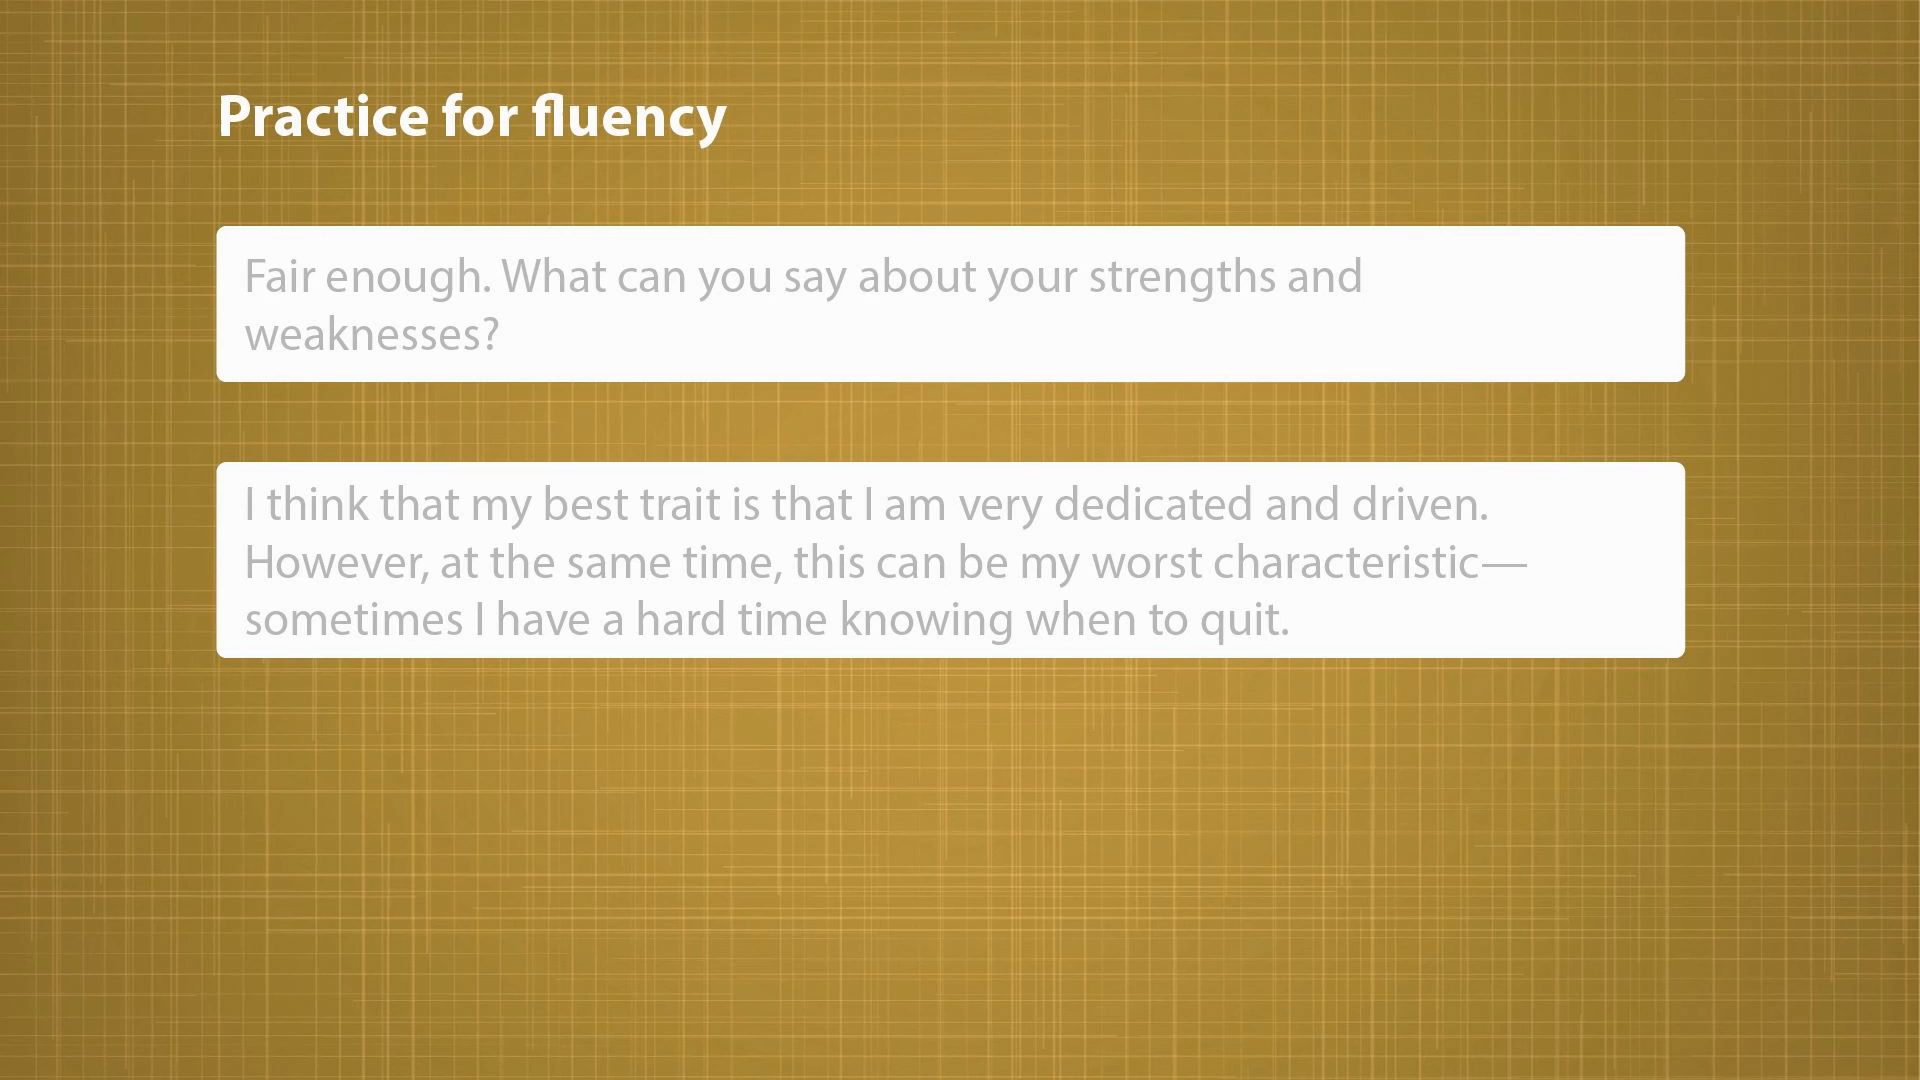 Practice for fluency
Fair enough. What can you say about your strengths and
weaknesses?
I think that my best trait is that I am very dedicated and driven.
However, at the same time, this can be my worst characteristic—
sometimes I have a hard time knowing when to quit.